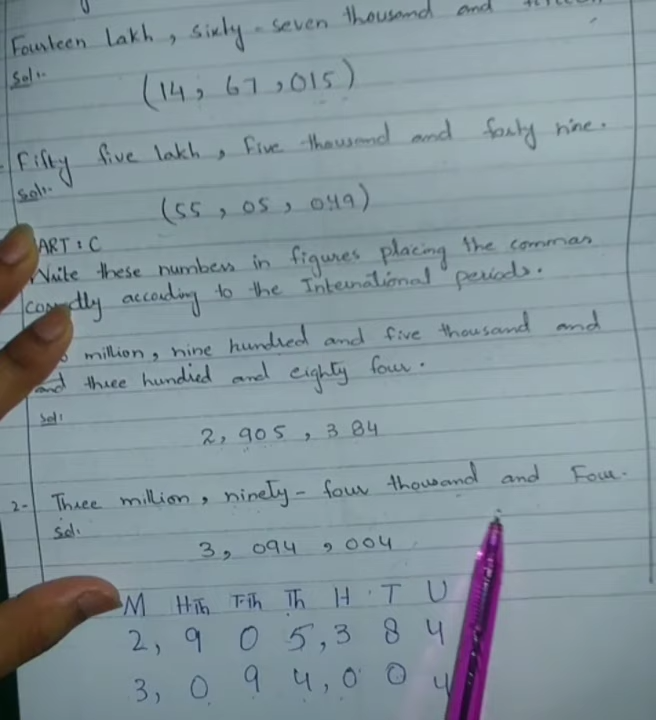 Fourteen Lakh, sixty-seven thousand and
Sol:-
(14, 67, 015)
Fifty five lakh, Five thousand and forty nine.
Sol:-
(55, 05, 049)
ART: C
Write these numbers in figures placing the commas
correctly according to the International periods.
million, nine hundred and five thousand and
and three hundred and eighty four.
Sol:
2, 905, 384
2- Three million, ninety-four thousand and Four.
Sol.
3, 094, 004
M H-Th T-Th Th H T U
2, 9 0 5, 3 8 4
3, 0 9 4, 0 0 4